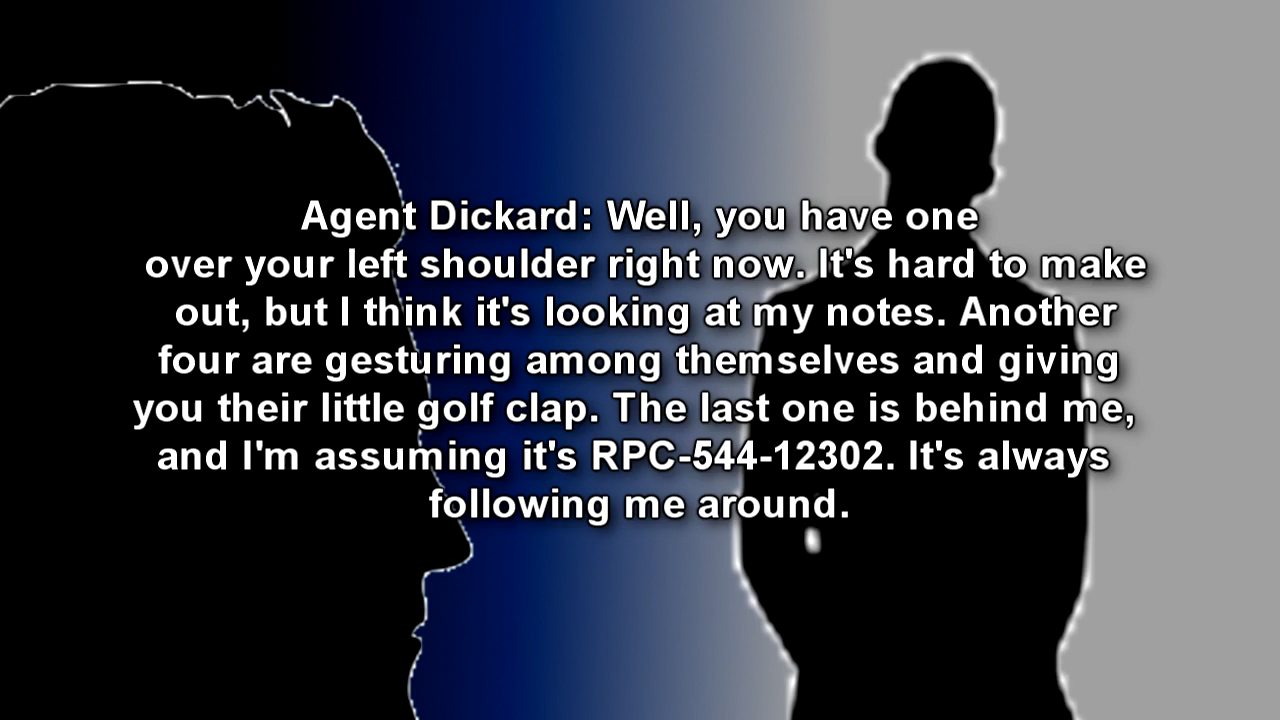 Agent Dickard: Well, you have one
over your left shoulder right now. It's hard to make
out, but I think it's looking at my notes. Another
four are gesturing among themselves and giving
you their little golf clap. The last one is behind me,
and I'm assuming it's RPC-544-12302. It's always
following me around.